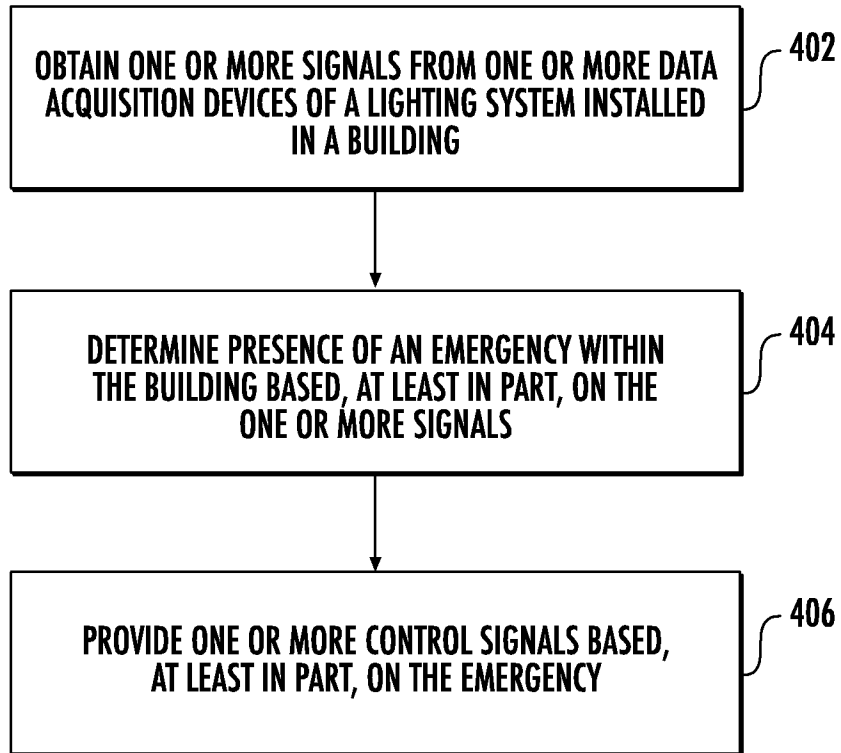 OBTAIN ONE OR MORE SIGNALS FROM ONE OR MORE DATA
ACQUISITION DEVICES OF A LIGHTING SYSTEM INSTALLED
IN A BUILDING
402
DETERMINE PRESENCE OF AN EMERGENCY WITHIN
THE BUILDING BASED, AT LEAST IN PART, ON THE
ONE OR MORE SIGNALS
404
PROVIDE ONE OR MORE CONTROL SIGNALS BASED,
AT LEAST IN PART, ON THE EMERGENCY
406